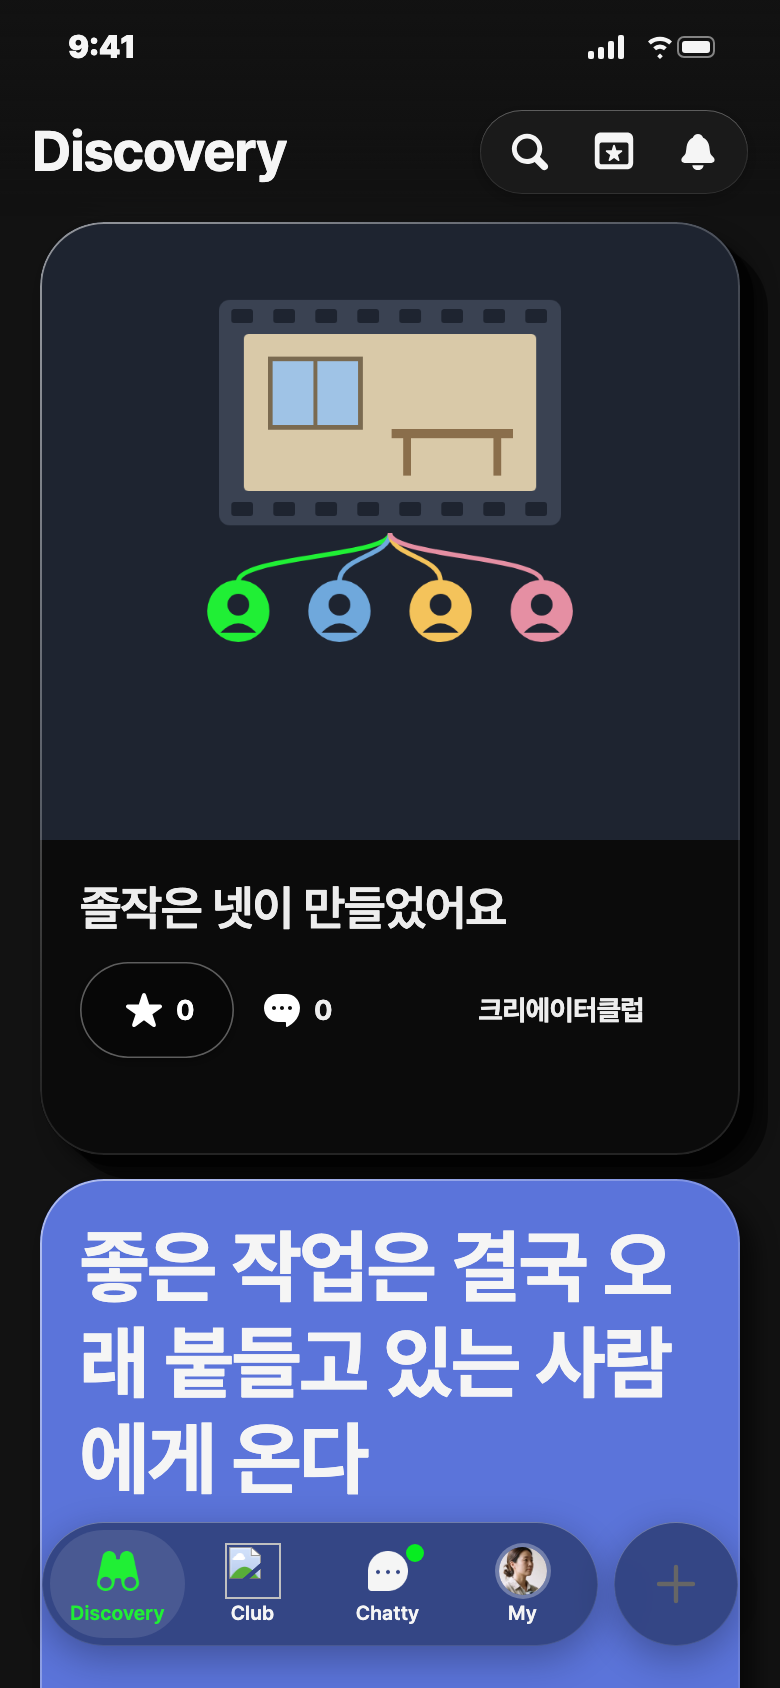 9:41
Discovery
졸작은 넷이 만들었어요
0
0
크리에이터클럽
좋은 작업은 결국 오
래 붙들고 있는 사람
에게 온다
Discovery
Club
Chatty
My